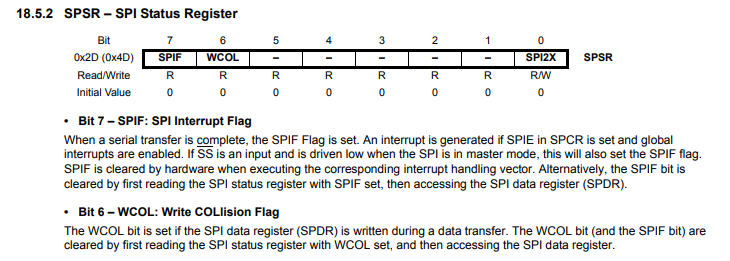 18.5.2 SPSR – SPI Status Register
Bit 7 6 5 4 3 2 1 0
0x2D (0x4D) SPIF WCOL – – – – – SPI2X SPSR
Read/Write R R R R R R R R/W
Initial Value 0 0 0 0 0 0 0 0
• Bit 7 – SPIF: SPI Interrupt Flag
When a serial transfer is complete, the SPIF Flag is set. An interrupt is generated if SPIE in SPCR is set and global
interrupts are enabled. If SS is an input and is driven low when the SPI is in master mode, this will also set the SPIF flag.
SPIF is cleared by hardware when executing the corresponding interrupt handling vector. Alternatively, the SPIF bit is
cleared by first reading the SPI status register with SPIF set, then accessing the SPI data register (SPDR).
• Bit 6 – WCOL: Write COLlision Flag
The WCOL bit is set if the SPI data register (SPDR) is written during a data transfer. The WCOL bit (and the SPIF bit) are
cleared by first reading the SPI status register with WCOL set, and then accessing the SPI data register.